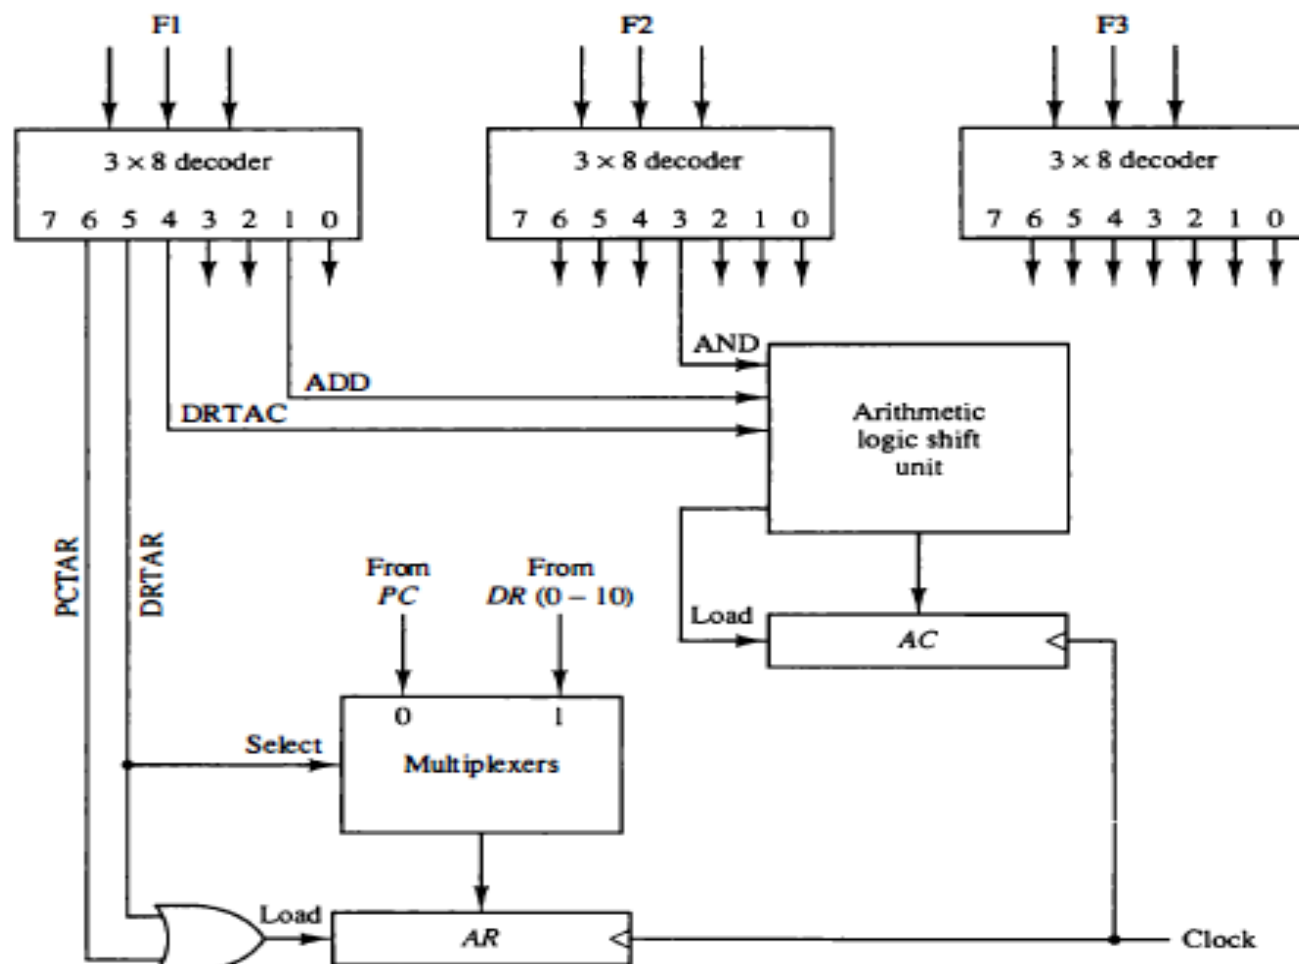 F1 F2 F3
3 × 8 decoder 3 × 8 decoder 3 × 8 decoder
7 6 5 4 3 2 1 0 7 6 5 4 3 2 1 0 7 6 5 4 3 2 1 0
AND
ADD
DRTAC
Arithmetic
logic shift
unit
PCTAR
DRTAR
From
PC
From
DR (0 – 10)
Load
AC
0 1
Select
Multiplexers
Load
AR
Clock